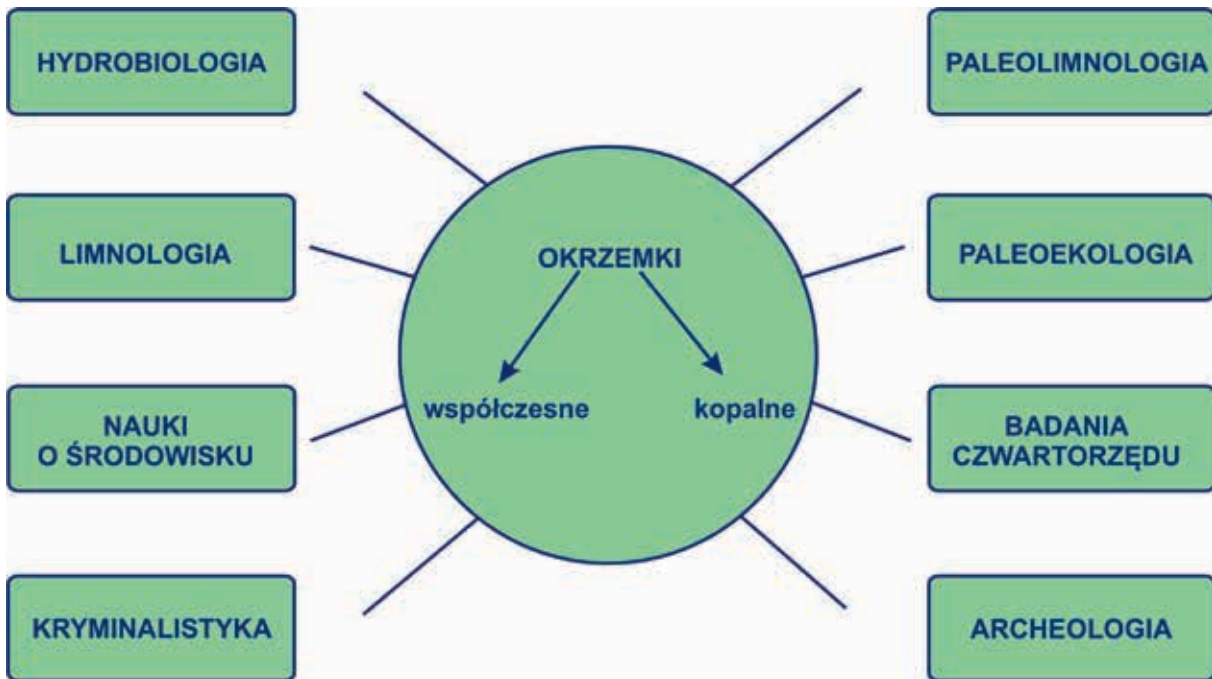 HYDROBIOLOGIA
LIMNOLOGIA
NAUKI
O ŚRODOWISKU
KRYMINALISTYKA
OKRZEMKI
współczesne
kopalne
PALEOLIMNOLOGIA
PALEOEKOLOGIA
BADANIA
CZWARTORZĘDU
ARCHEOLOGIA